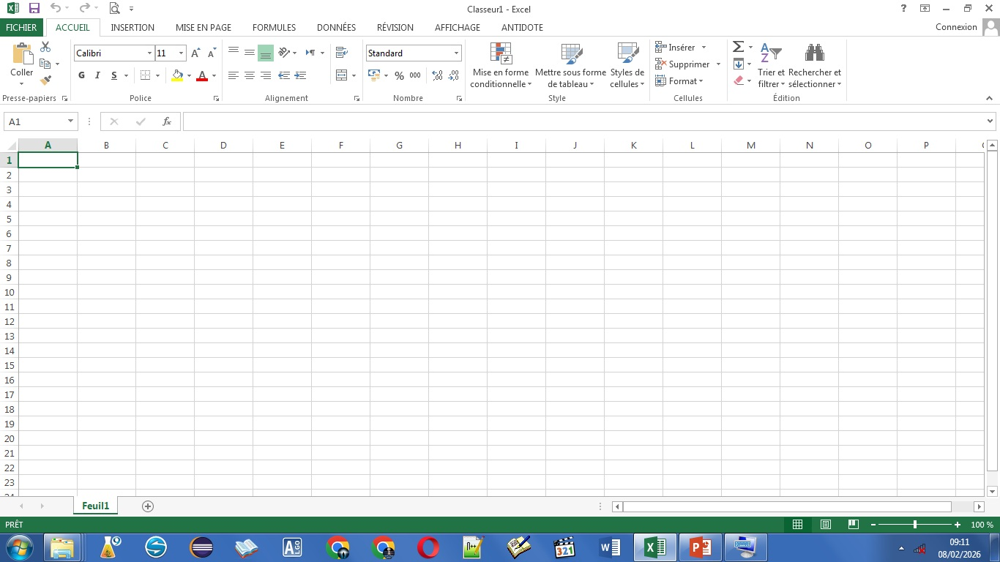 Classeur1 - Excel
?
FICHIER ACCUEIL INSERTION MISE EN PAGE FORMULES DONNÉES RÉVISION AFFICHAGE ANTIDOTE Connexion
Coller
Calibri 11
G I S A
Standard
% 000
Mise en forme conditionnelle
Mettre sous forme de tableau
Styles de cellules
Insérer
Supprimer
Format
Trier et filtrer
Rechercher et sélectionner
Presse-papiers Police Alignement Nombre Style Cellules Édition
A1 fx
A B C D E F G H I J K L M N O P
1
2
3
4
5
6
7
8
9
10
11
12
13
14
15
16
17
18
19
20
21
22
23
Feuil1
PRÊT 100 %
09:11
08/02/2026